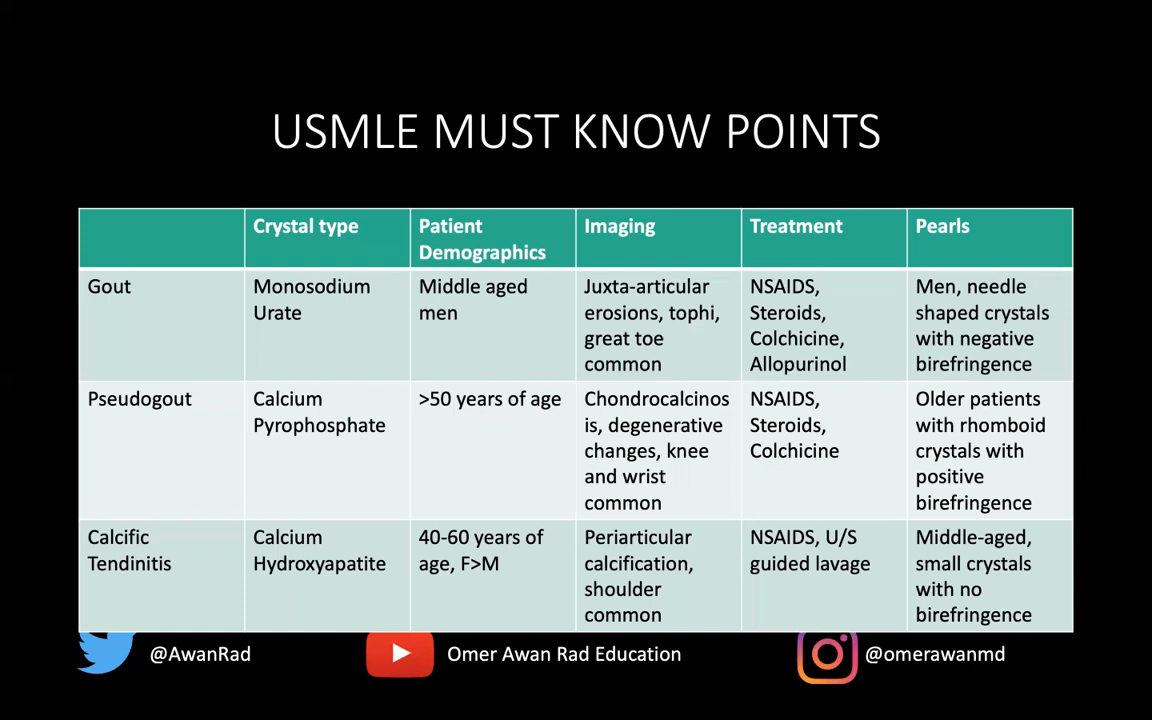 USMLE MUST KNOW POINTS
Crystal type
Patient
Demographics
Imaging
Treatment
Pearls
Gout
Monosodium
Urate
Middle aged
men
Juxta-articular
erosions, tophi,
great toe
common
NSAIDS,
Steroids,
Colchicine,
Allopurinol
Men, needle
shaped crystals
with negative
birefringence
Pseudogout
Calcium
Pyrophosphate
>50 years of age
Chondrocalcinos
is, degenerative
changes, knee
and wrist
common
NSAIDS,
Steroids,
Colchicine
Older patients
with rhomboid
crystals with
positive
birefringence
Calcific
Tendinitis
Calcium
Hydroxyapatite
40-60 years of
age, F>M
Periarticular
calcification,
shoulder
common
NSAIDS, U/S
guided lavage
Middle-aged,
small crystals
with no
birefringence
@AwanRad
Omer Awan Rad Education
@omerawanmd